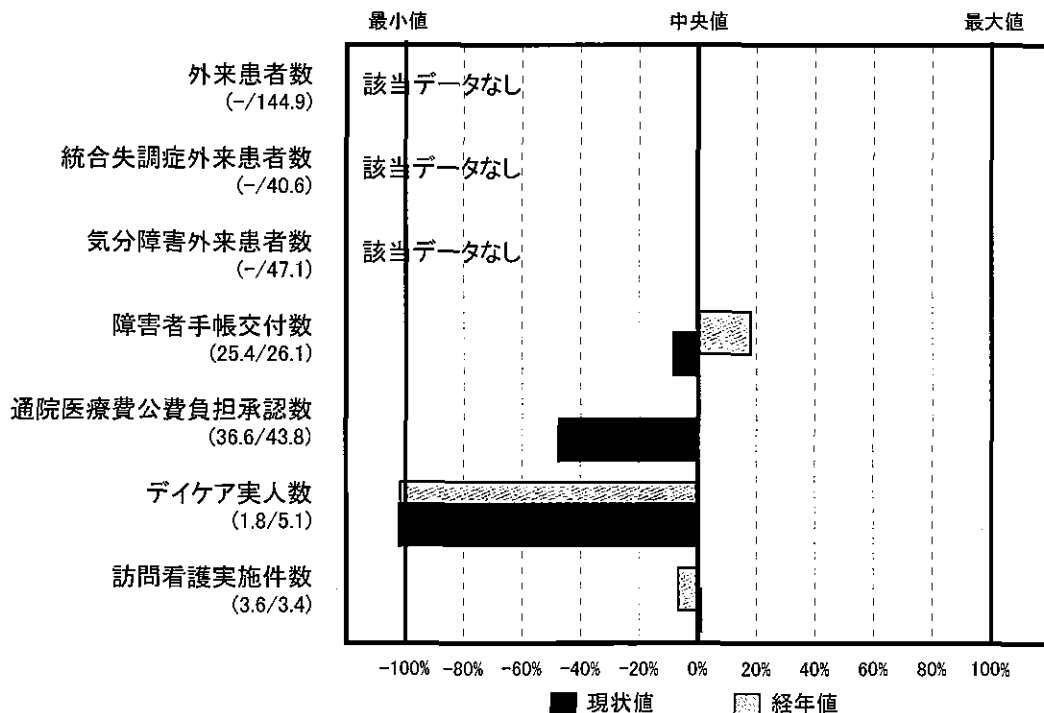 最小値 中央値 最大値
外来患者数
(-/144.9)
該当データなし
統合失調症外来患者数
(-/40.6)
該当データなし
気分障害外来患者数
(-/47.1)
該当データなし
障害者手帳交付数
(25.4/26.1)
通院医療費公費負担承認数
(36.6/43.8)
デイケア実人数
(1.8/5.1)
訪問看護実施件数
(3.6/3.4)
-100% -80% -60% -40% -20% 0% 20% 40% 60% 80% 100%
現状値 経年値